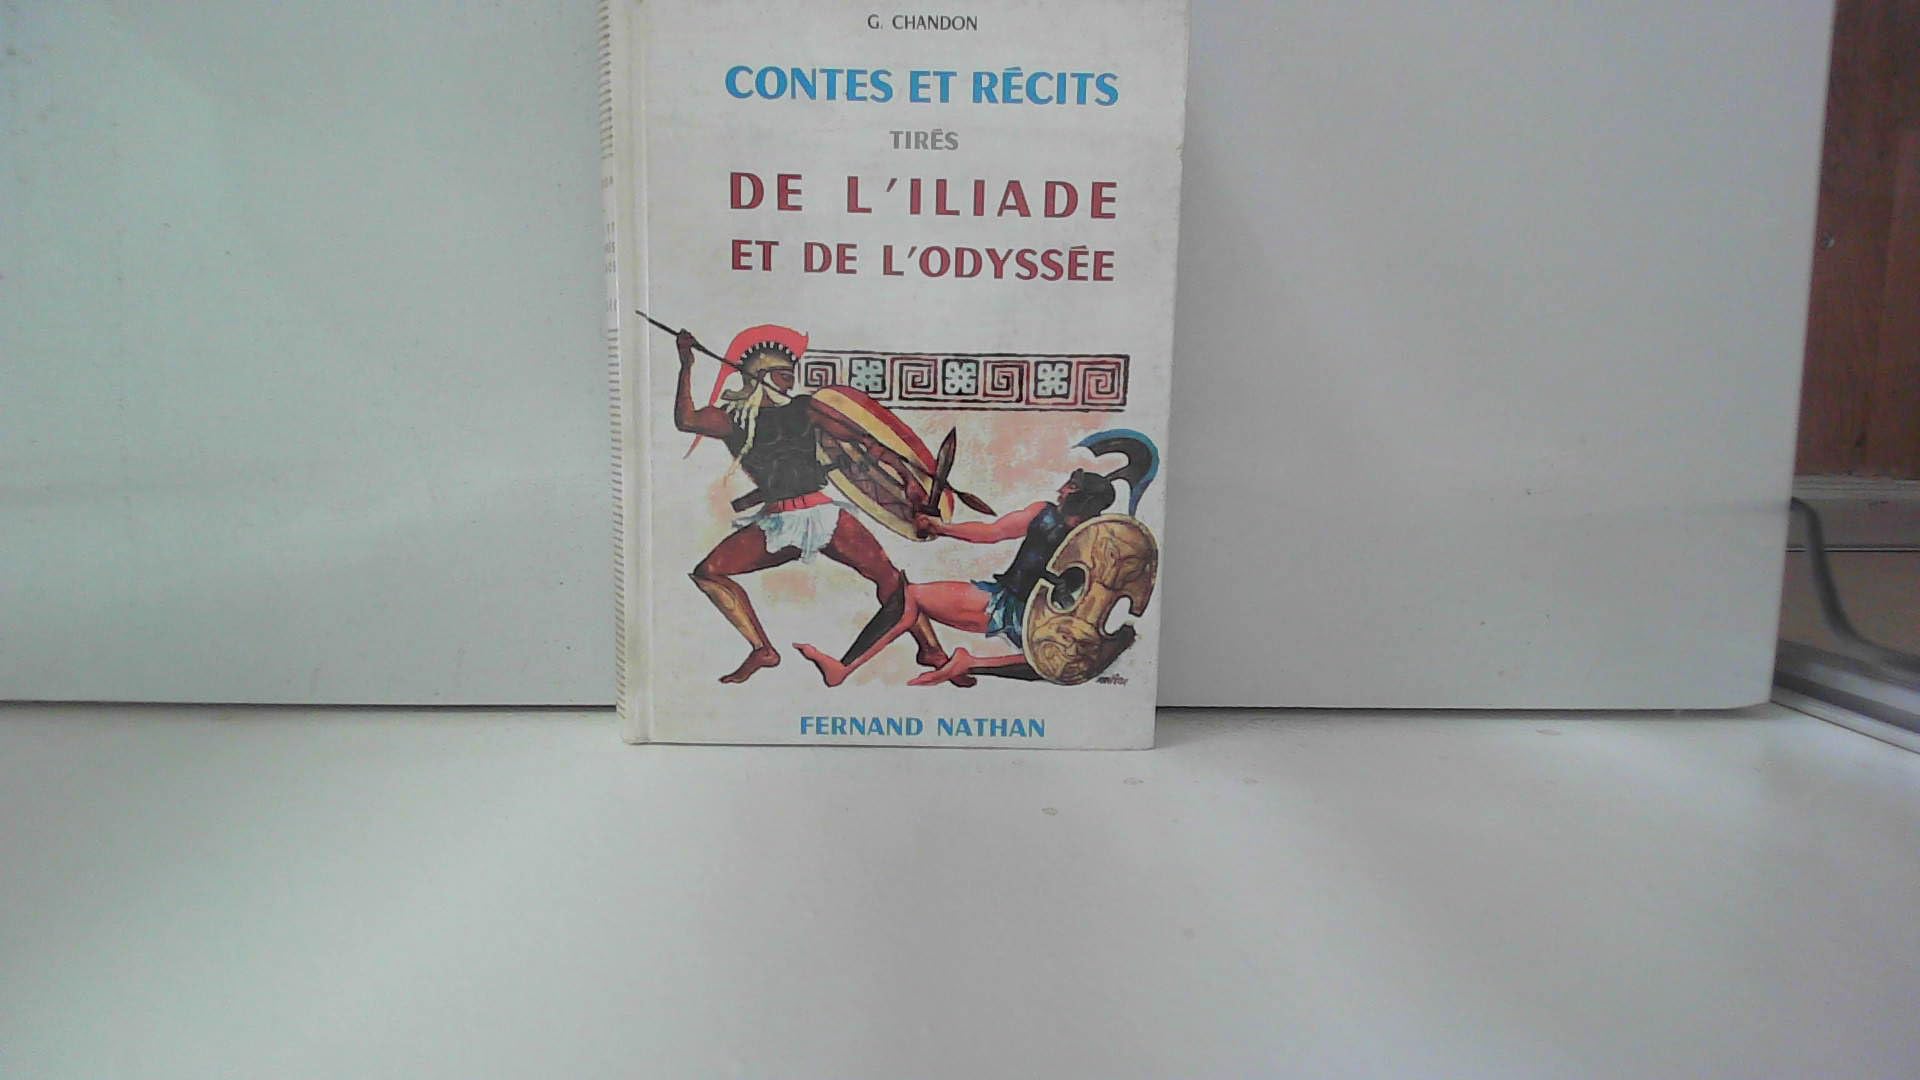 G. CHANDON
CONTES ET RÉCITS
TIRÉS
DE L'ILIADE
ET DE L'ODYSSÉE
FERNAND NATHAN